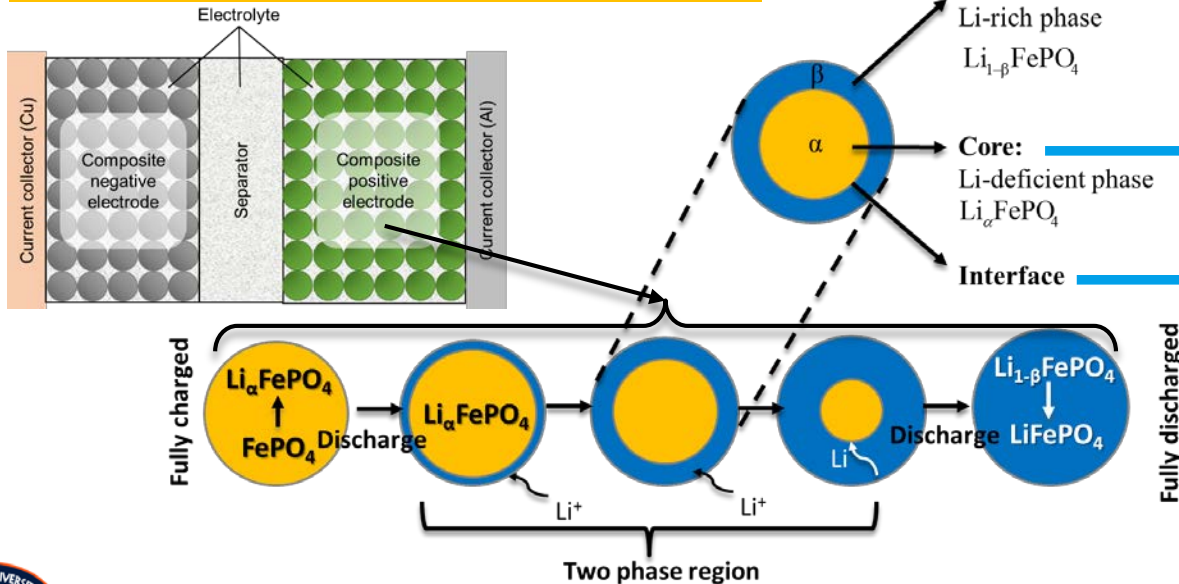 Electrolyte
Current collector (Cu)
Composite
negative
electrode
Separator
Composite
positive
electrode
Current collector (Al)
β
α
Li-rich phase
Li₁₋βFePO₄
Core:
Li-deficient phase
LiαFePO₄
Interface
Fully charged
LiαFePO₄
FePO₄
Discharge
LiαFePO₄
Li⁺
Li⁺
Li
Discharge
Li₁₋βFePO₄
LiFePO₄
Fully discharged
Two phase region